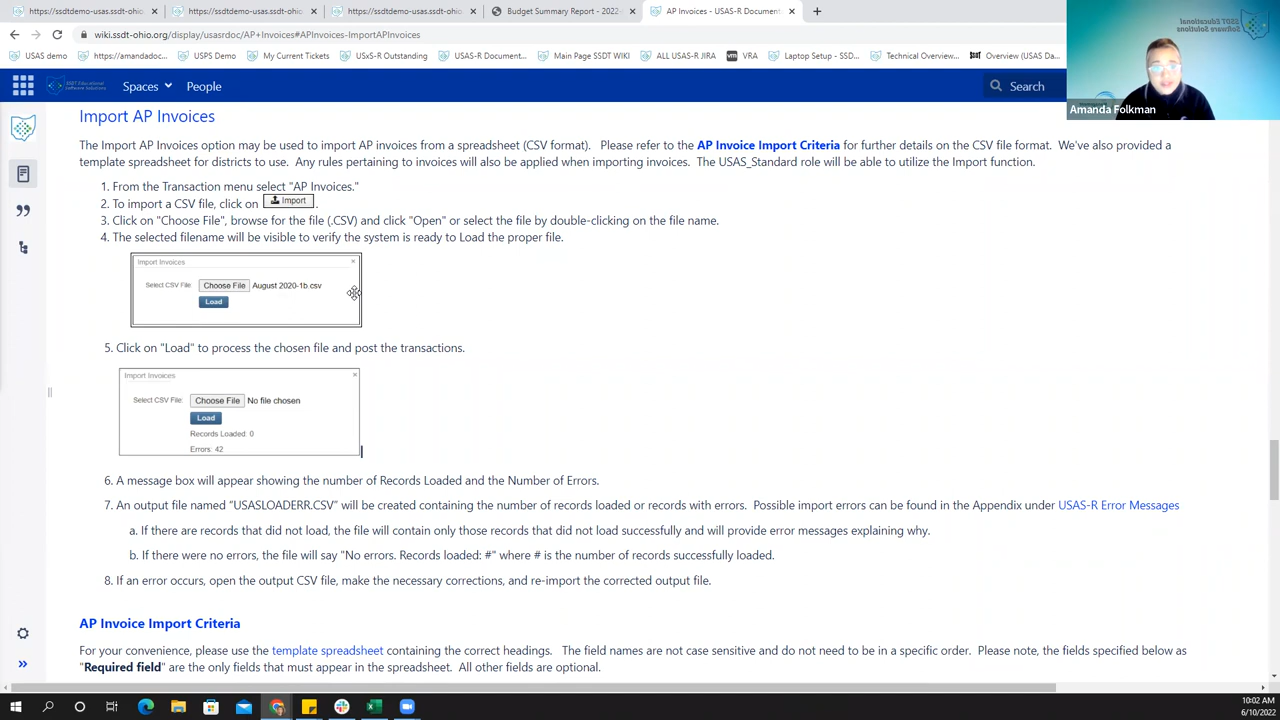 https://ssdtdemo-usas.ssdt-ohio.
https://ssdtdemo-usas.ssdt-ohio.
https://ssdtdemo-usas.ssdt-ohio.
Budget Summary Report - 2022-
AP Invoices - USAS-R Document
wiki.ssdt-ohio.org/display/usasrdoc/AP+Invoices#APInvoices-ImportAPInvoices
USAS demo
https://amandadoc...
USPS Demo
My Current Tickets
USxS-R Outstanding
USAS-R Document...
Main Page SSDT WIKI
ALL USAS-R JIRA
VRA
Laptop Setup - SSD...
Technical Overview...
Overview (USAS Da...
Spaces
People
Search
Amanda Folkman
Import AP Invoices
The Import AP Invoices option may be used to import AP invoices from a spreadsheet (CSV format). Please refer to the AP Invoice Import Criteria for further details on the CSV file format. We've also provided a
template spreadsheet for districts to use. Any rules pertaining to invoices will also be applied when importing invoices. The USAS_Standard role will be able to utilize the Import function.
1. From the Transaction menu select "AP Invoices."
2. To import a CSV file, click on Import .
3. Click on "Choose File", browse for the file (.CSV) and click "Open" or select the file by double-clicking on the file name.
4. The selected filename will be visible to verify the system is ready to Load the proper file.
Import Invoices
Select CSV File: Choose File August 2020-1b.csv
Load
5. Click on "Load" to process the chosen file and post the transactions.
Import Invoices
Select CSV File: Choose File No file chosen
Load
Records Loaded: 0
Errors: 42
6. A message box will appear showing the number of Records Loaded and the Number of Errors.
7. An output file named "USASLOADERR.CSV" will be created containing the number of records loaded or records with errors. Possible import errors can be found in the Appendix under USAS-R Error Messages
a. If there are records that did not load, the file will contain only those records that did not load successfully and will provide error messages explaining why.
b. If there were no errors, the file will say "No errors. Records loaded: #" where # is the number of records successfully loaded.
8. If an error occurs, open the output CSV file, make the necessary corrections, and re-import the corrected output file.
AP Invoice Import Criteria
For your convenience, please use the template spreadsheet containing the correct headings. The field names are not case sensitive and do not need to be in a specific order. Please note, the fields specified below as
"Required field" are the only fields that must appear in the spreadsheet. All other fields are optional.
10:02 AM
6/10/2022